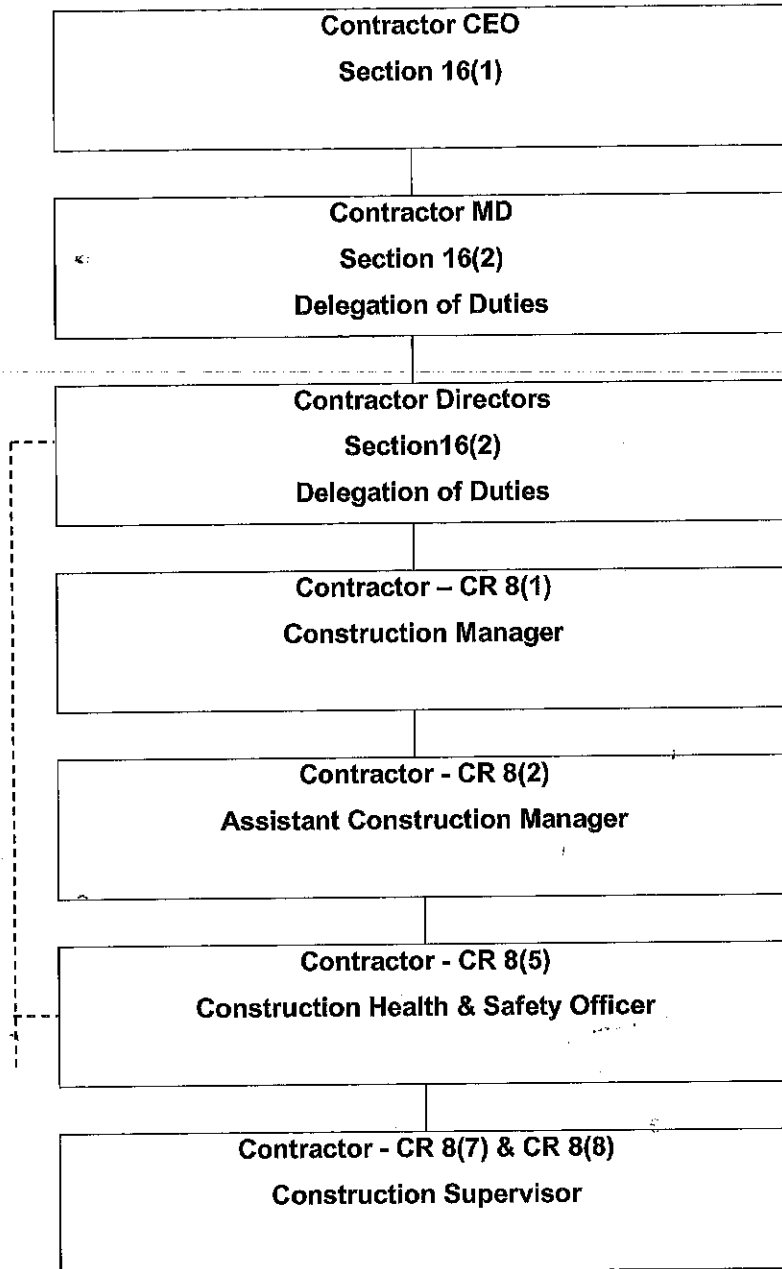 Contractor CEO
Section 16(1)
Contractor MD
Section 16(2)
Delegation of Duties
Contractor Directors
Section16(2)
Delegation of Duties
Contractor – CR 8(1)
Construction Manager
Contractor - CR 8(2)
Assistant Construction Manager
Contractor - CR 8(5)
Construction Health & Safety Officer
Contractor - CR 8(7) & CR 8(8)
Construction Supervisor